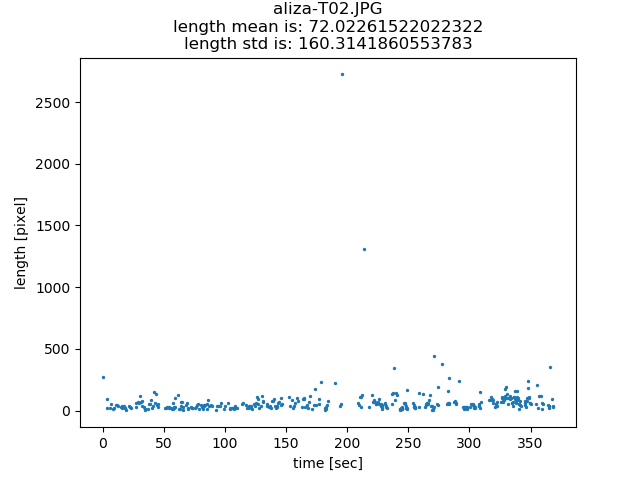 aliza-T02.JPG
length mean is: 72.02261522022322
length std is: 160.3141860553783
2500
2000
1500
1000
500
0
length [pixel]
0 50 100 150 200 250 300 350
time [sec]